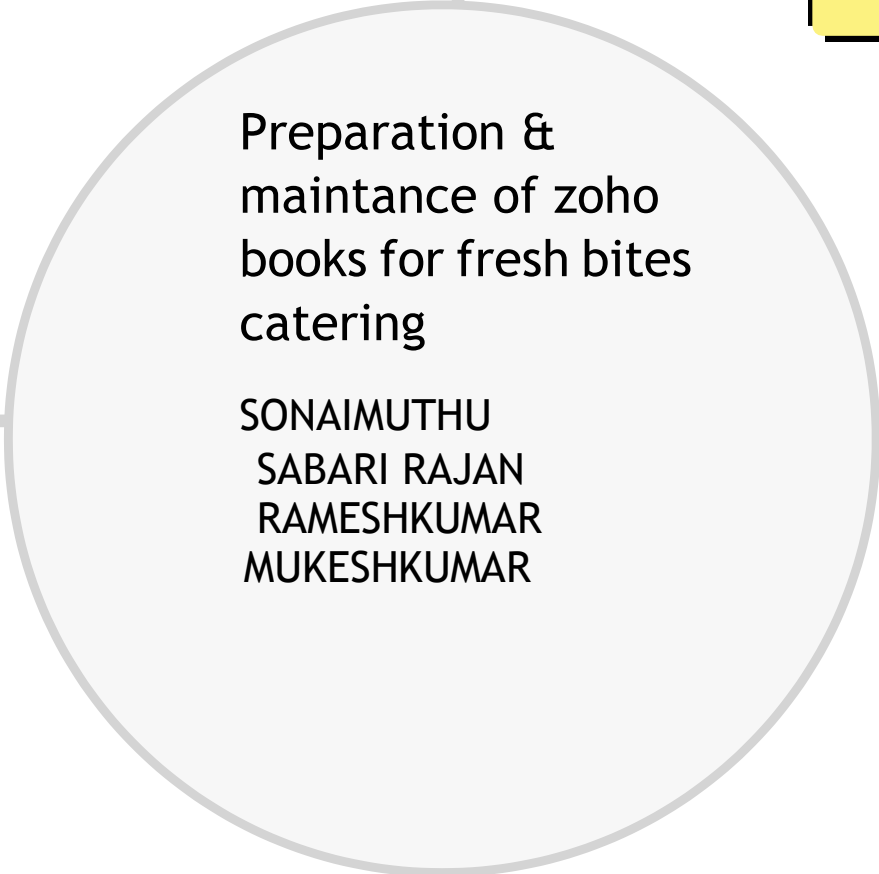 Preparation &
maintance of zoho
books for fresh bites
catering
SONAIMUTHU
SABARI RAJAN
RAMESHKUMAR
MUKESHKUMAR